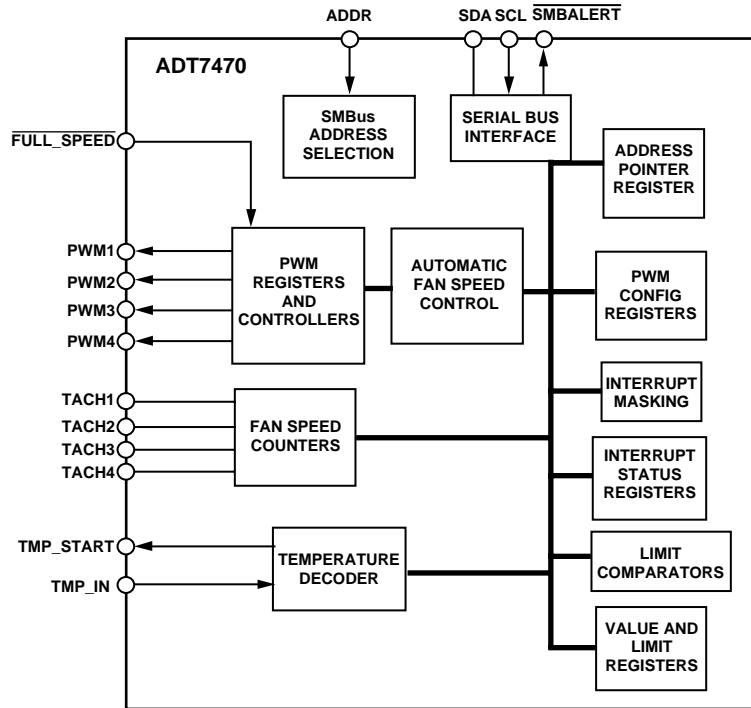 ADDR
SDA SCL SMBALERT
ADT7470
SMBus
ADDRESS
SELECTION
SERIAL BUS
INTERFACE
FULL_SPEED
ADDRESS
POINTER
REGISTER
PWM1
PWM2
PWM3
PWM4
PWM
REGISTERS
AND
CONTROLLERS
AUTOMATIC
FAN SPEED
CONTROL
PWM
CONFIG
REGISTERS
INTERRUPT
MASKING
TACH1
TACH2
TACH3
TACH4
FAN SPEED
COUNTERS
INTERRUPT
STATUS
REGISTERS
TMP_START
TMP_IN
TEMPERATURE
DECODER
LIMIT
COMPARATORS
VALUE AND
LIMIT
REGISTERS